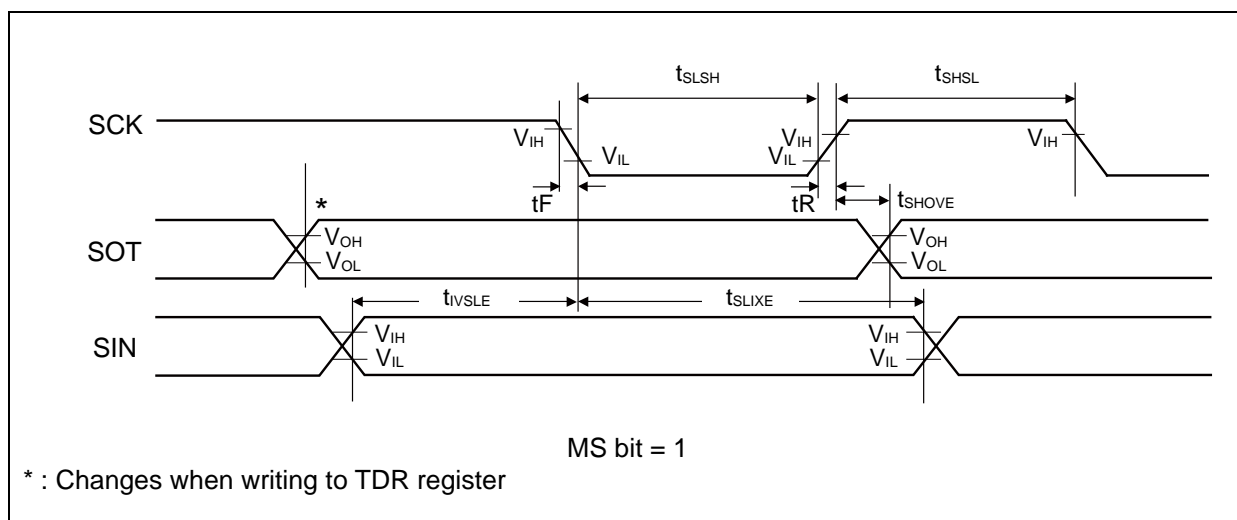 tSLSH
tSHSL
SCK
VIH
VIL
VIH
VIL
VIH
tF
tR
tSHOVE
*
SOT
VOH
VOL
VOH
VOL
tIVSLE
tSLIXE
SIN
VIH
VIL
VIH
VIL
MS bit = 1
* : Changes when writing to TDR register